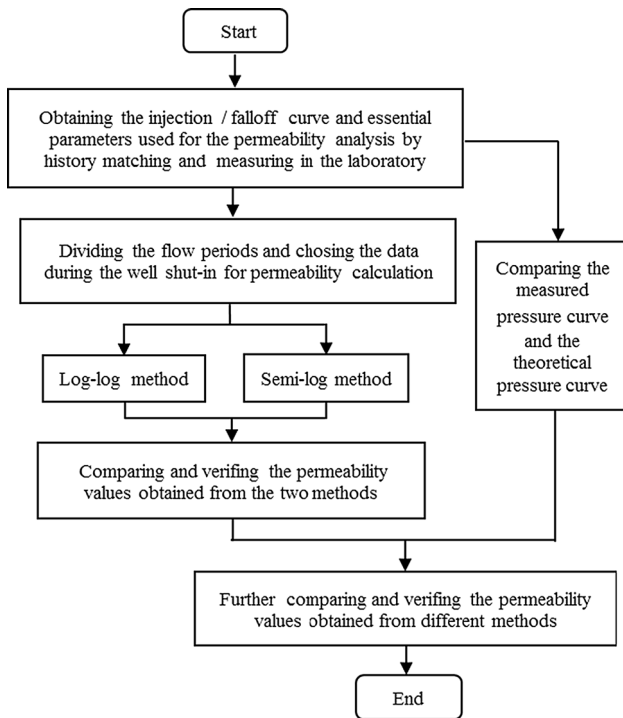 Start
Obtaining the injection / falloff curve and essential
parameters used for the permeability analysis by
history matching and measuring in the laboratory
Dividing the flow periods and chosing the data
during the well shut-in for permeability calculation
Comparing the
measured
pressure curve
and the
theoretical
pressure curve
Log-log method
Semi-log method
Comparing and verifing the permeability
values obtained from the two methods
Further comparing and verifing the permeability
values obtained from different methods
End